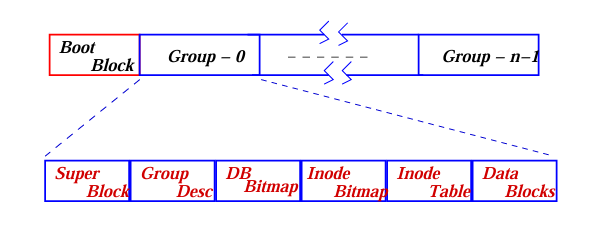 Boot
Block
Group – 0
– – – – – – –
Group – n–1
Super
Block
Group
Desc
DB
Bitmap
Inode
Bitmap
Inode
Table
Data
Blocks